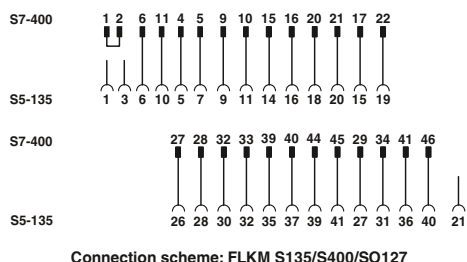 S7-400 1 2 6 11 4 5 9 10 15 16 20 21 17 22
S5-135 1 3 6 10 4 7 9 11 14 16 18 20 15 19
S7-400 27 28 32 33 39 40 44 45 29 34 41 46
S5-135 26 28 30 32 35 37 39 41 27 31 36 40 21
Connection scheme: FLKM S135/S400/SO127